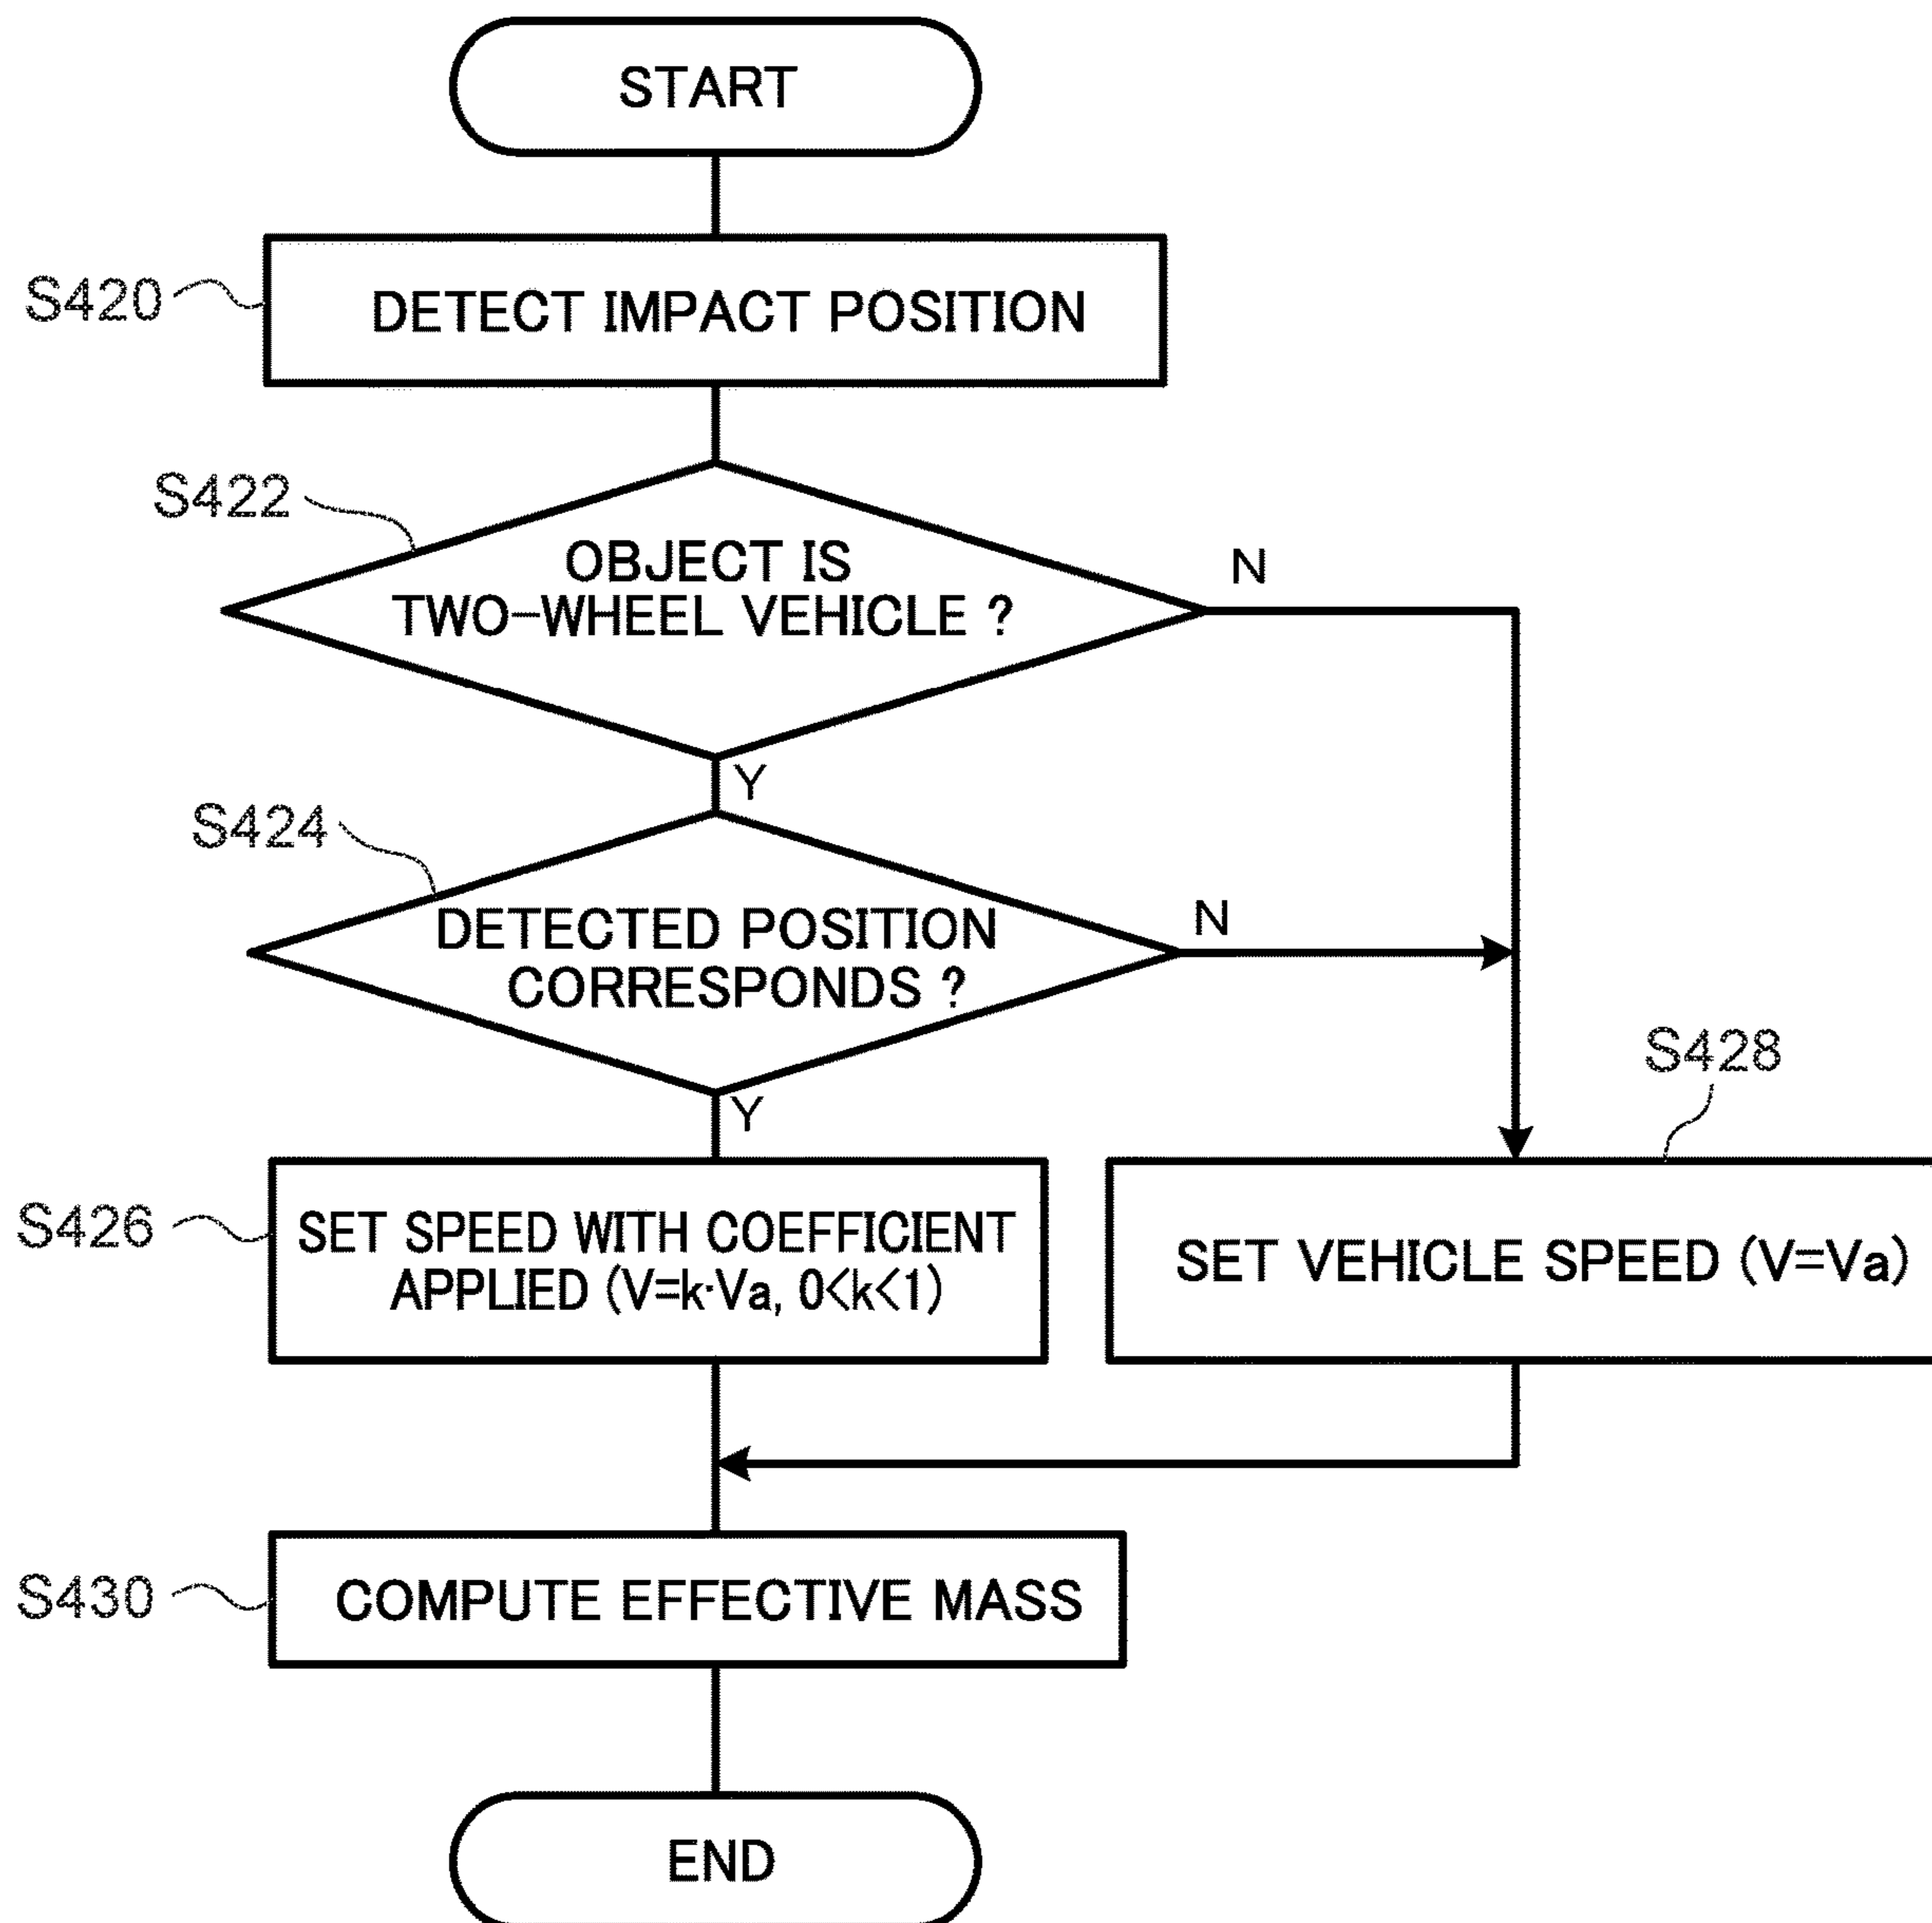 START
S420
DETECT IMPACT POSITION
S422
OBJECT IS
TWO-WHEEL VEHICLE ?
N
Y
S424
DETECTED POSITION
CORRESPONDS ?
N
Y
S428
S426
SET SPEED WITH COEFFICIENT
APPLIED (V=k·Va, 0<k<1)
SET VEHICLE SPEED (V=Va)
S430
COMPUTE EFFECTIVE MASS
END